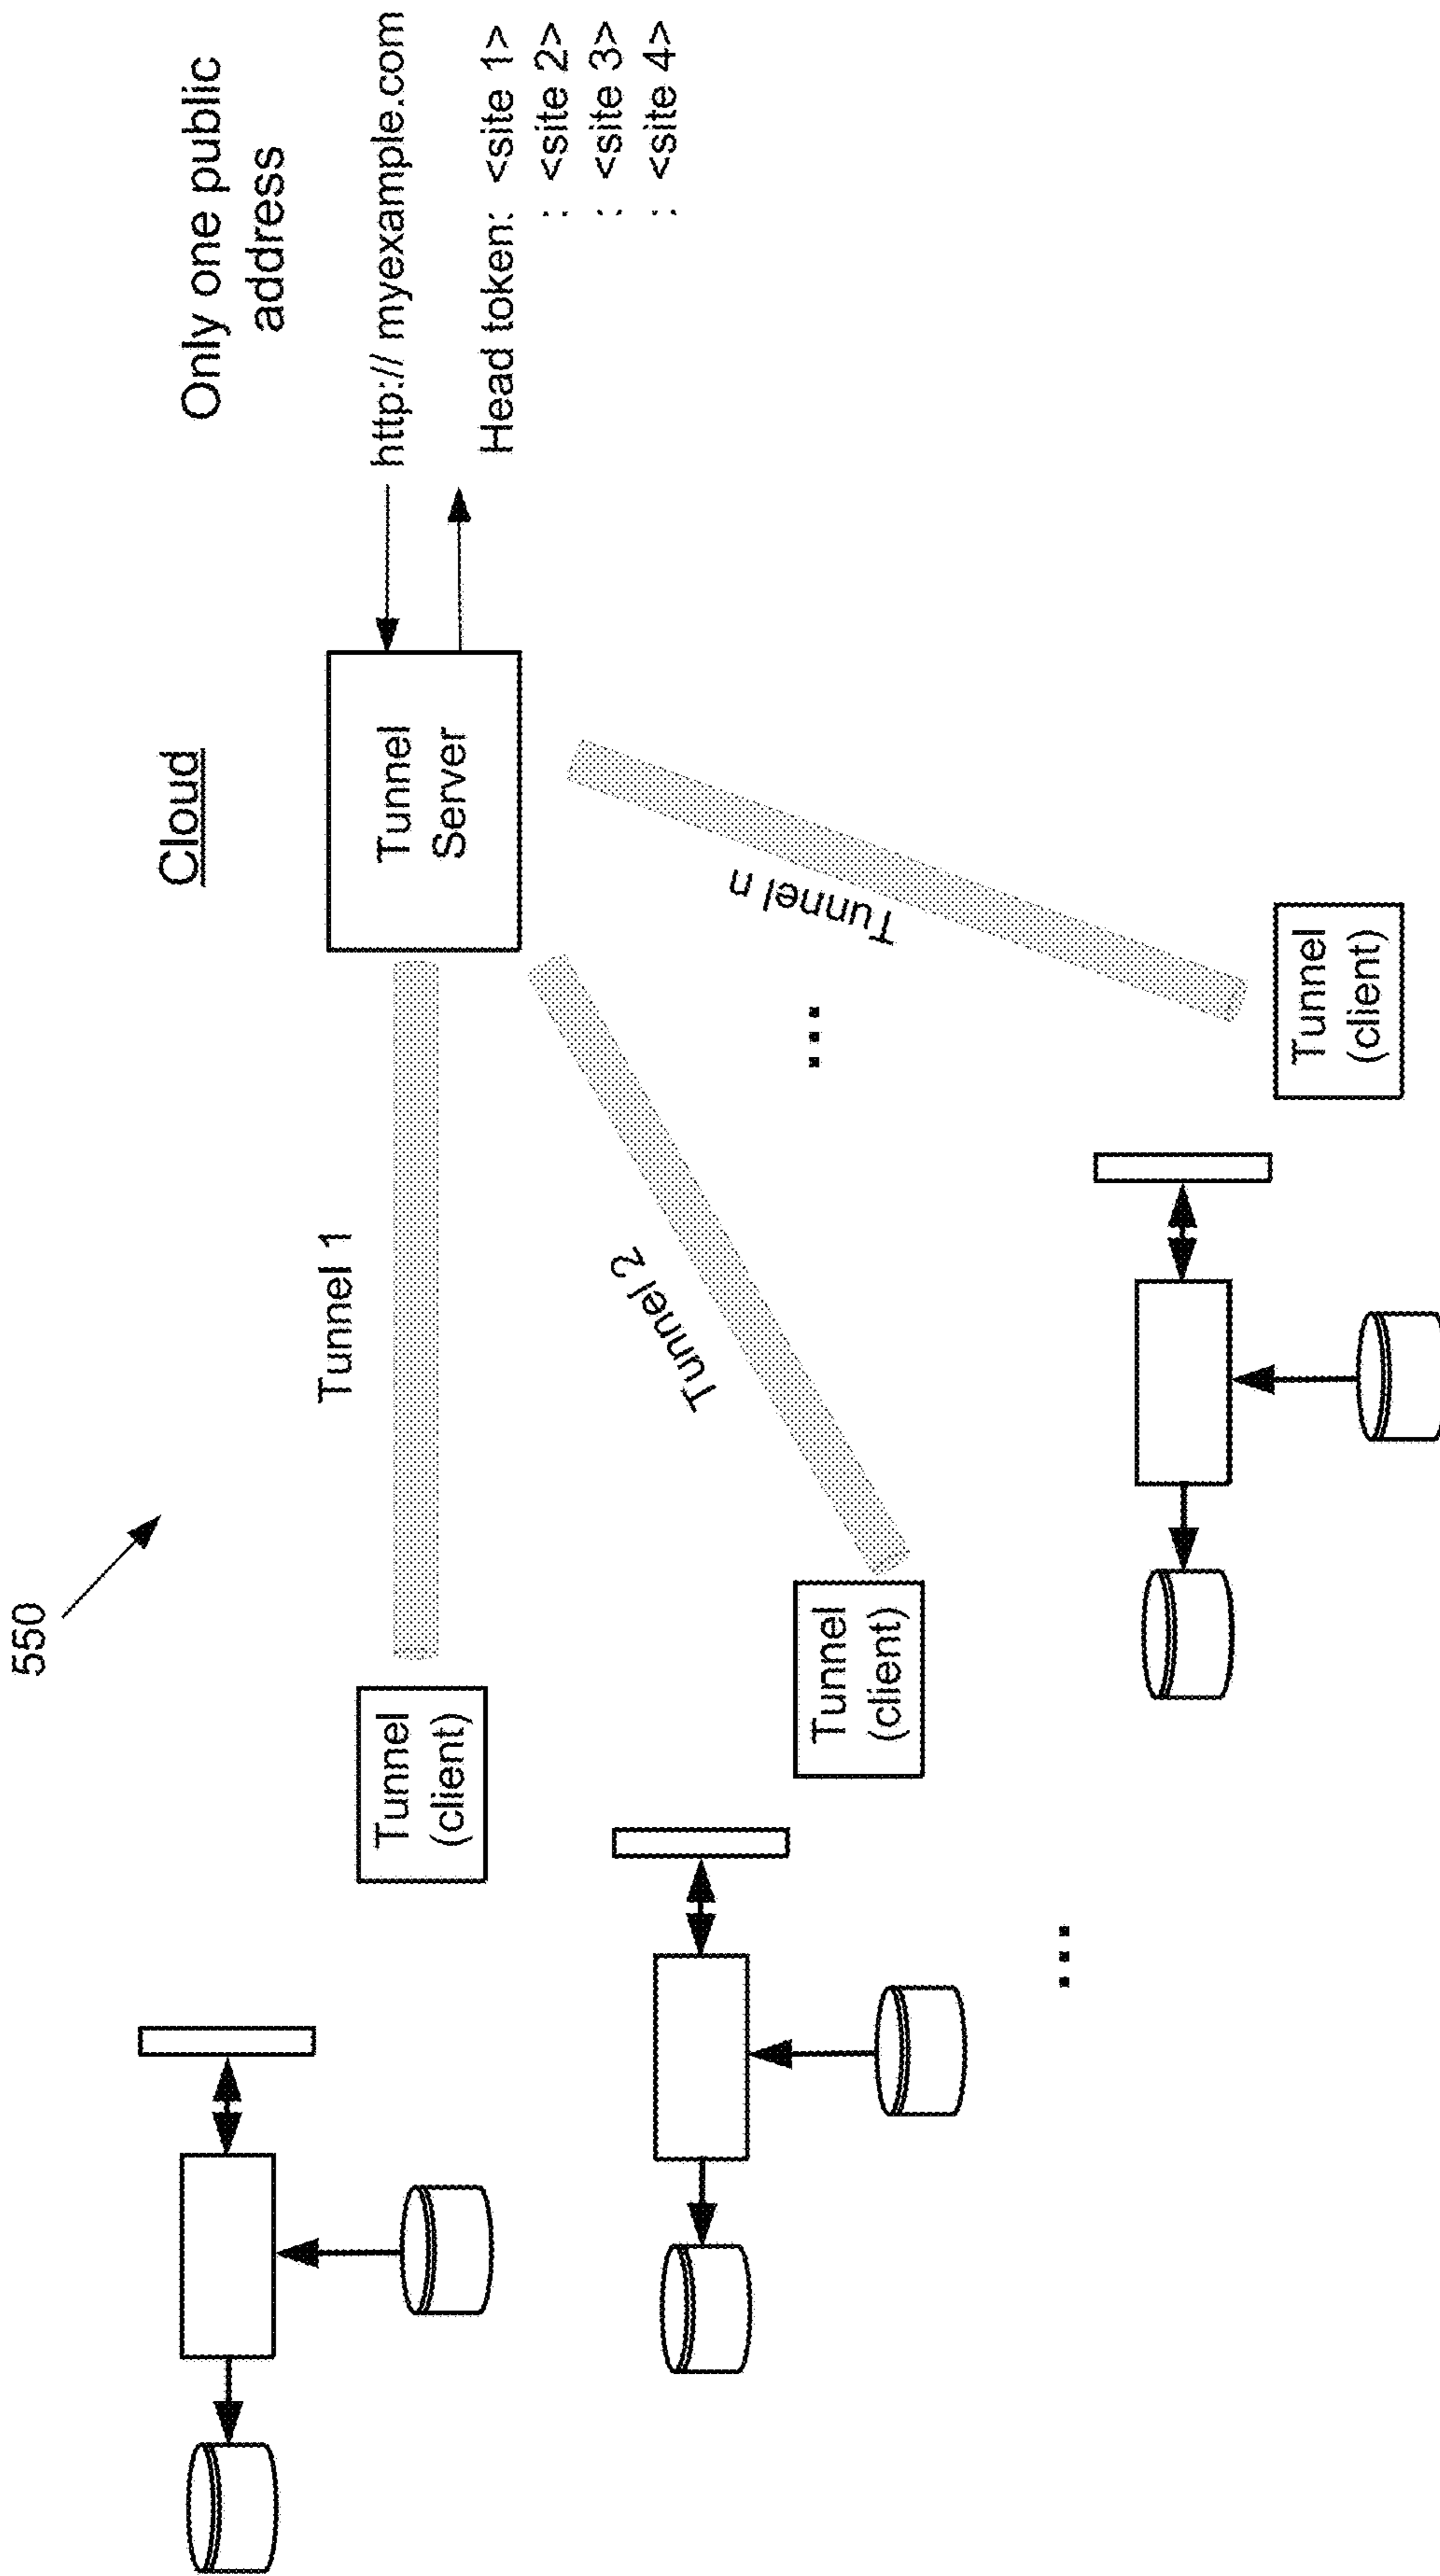 550
Cloud
Only one public
address
http:// myexample.com
Head token: <site 1>
: <site 2>
: <site 3>
: <site 4>
Tunnel
Server
Tunnel 1
Tunnel 2
Tunnel n
Tunnel
(client)
Tunnel
(client)
Tunnel
(client)